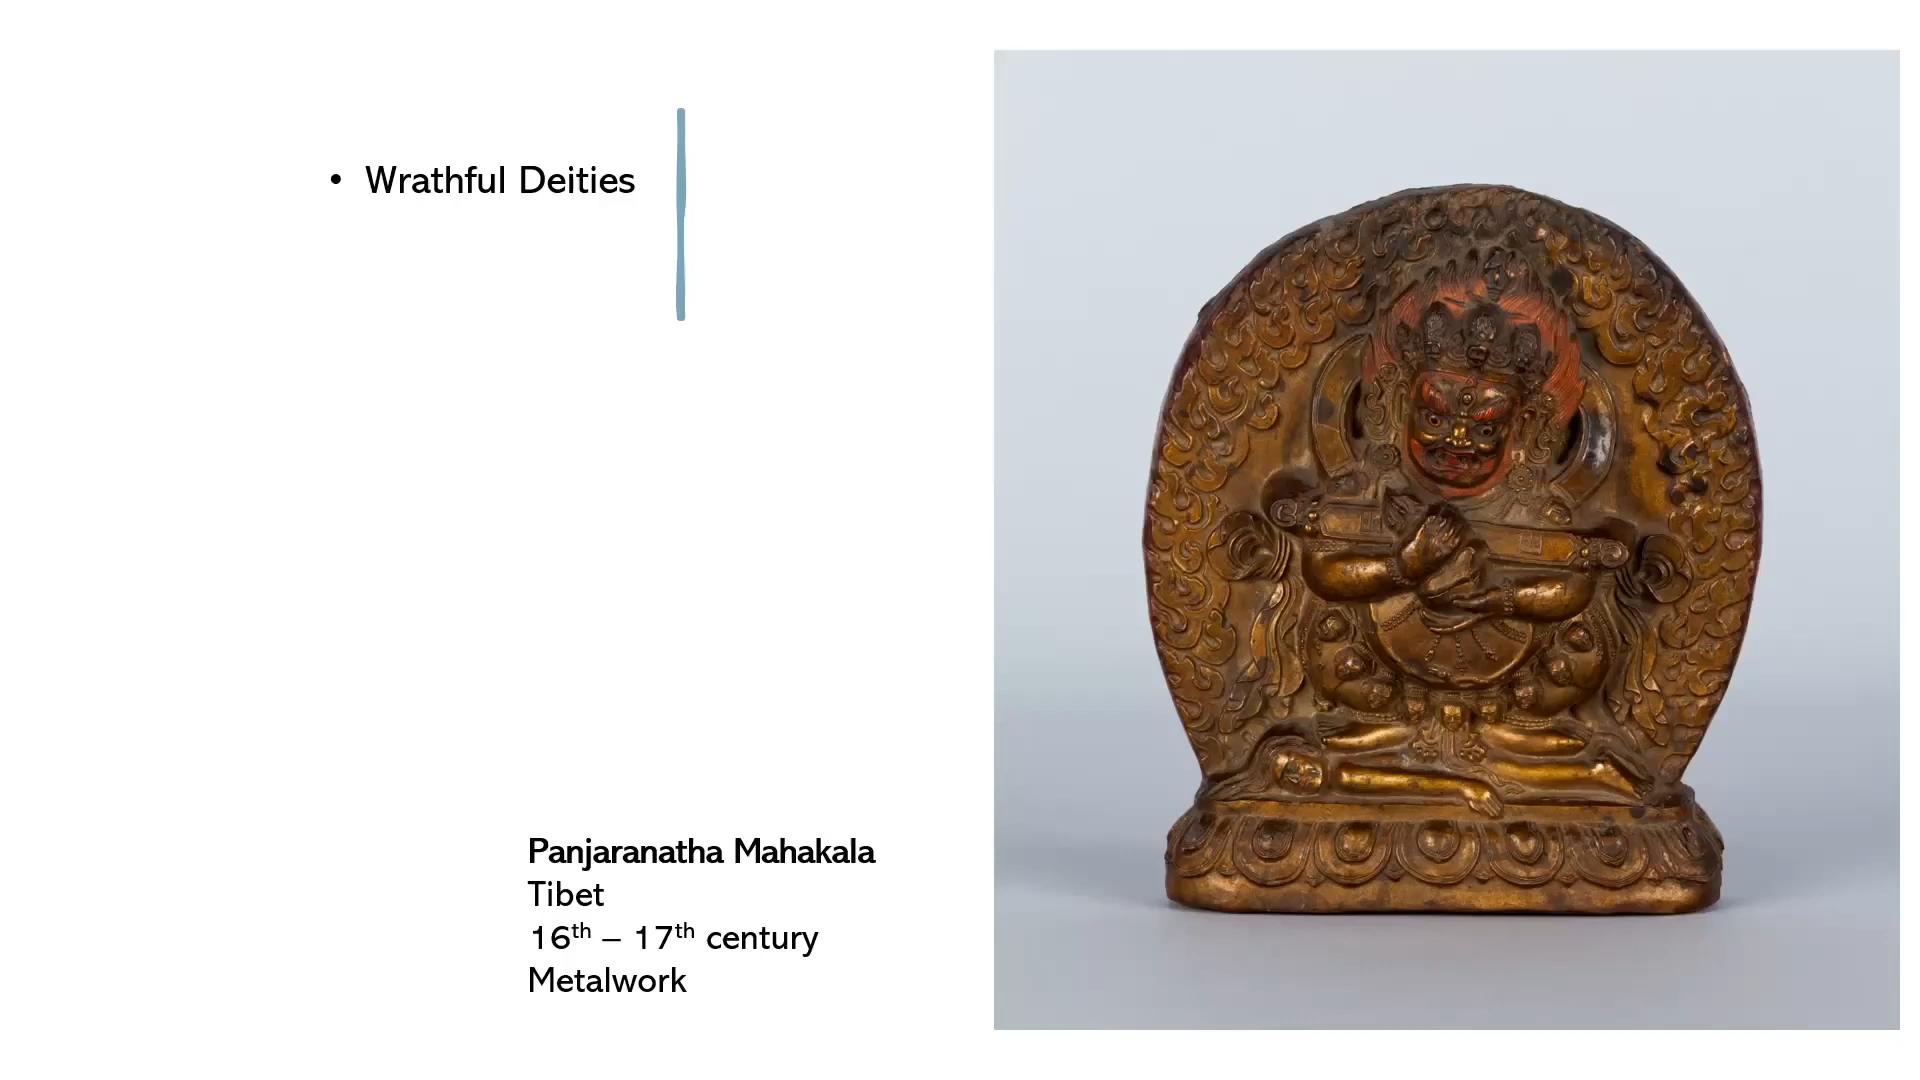 • Wrathful Deities
Panjaranatha Mahakala
Tibet
16th – 17th century
Metalwork